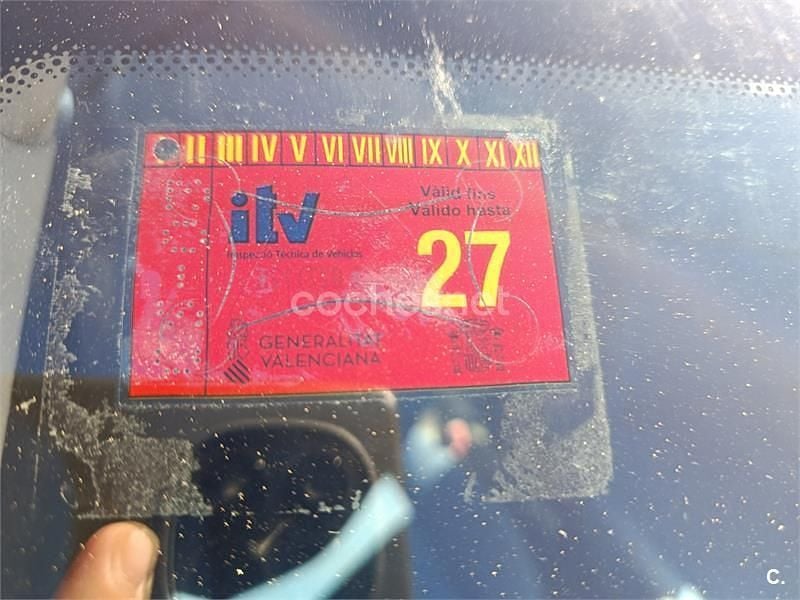 II III IV V VI VII VIII IX X XI XII
itv
Inspecció Tècnica de Vehicles
Vàlid fins
Válido hasta
27
coches.net
GENERALITAT
VALENCIANA
C.